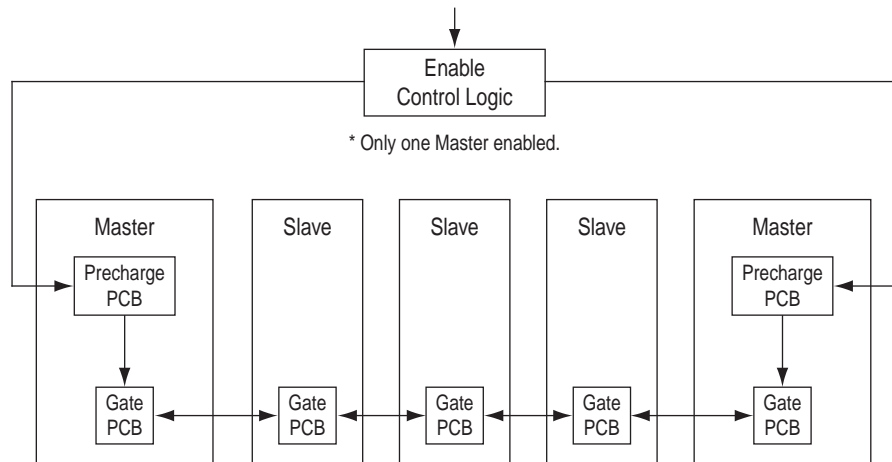 Enable
Control Logic
* Only one Master enabled.
Master
Slave
Slave
Slave
Master
Precharge
PCB
Precharge
PCB
Gate
PCB
Gate
PCB
Gate
PCB
Gate
PCB
Gate
PCB